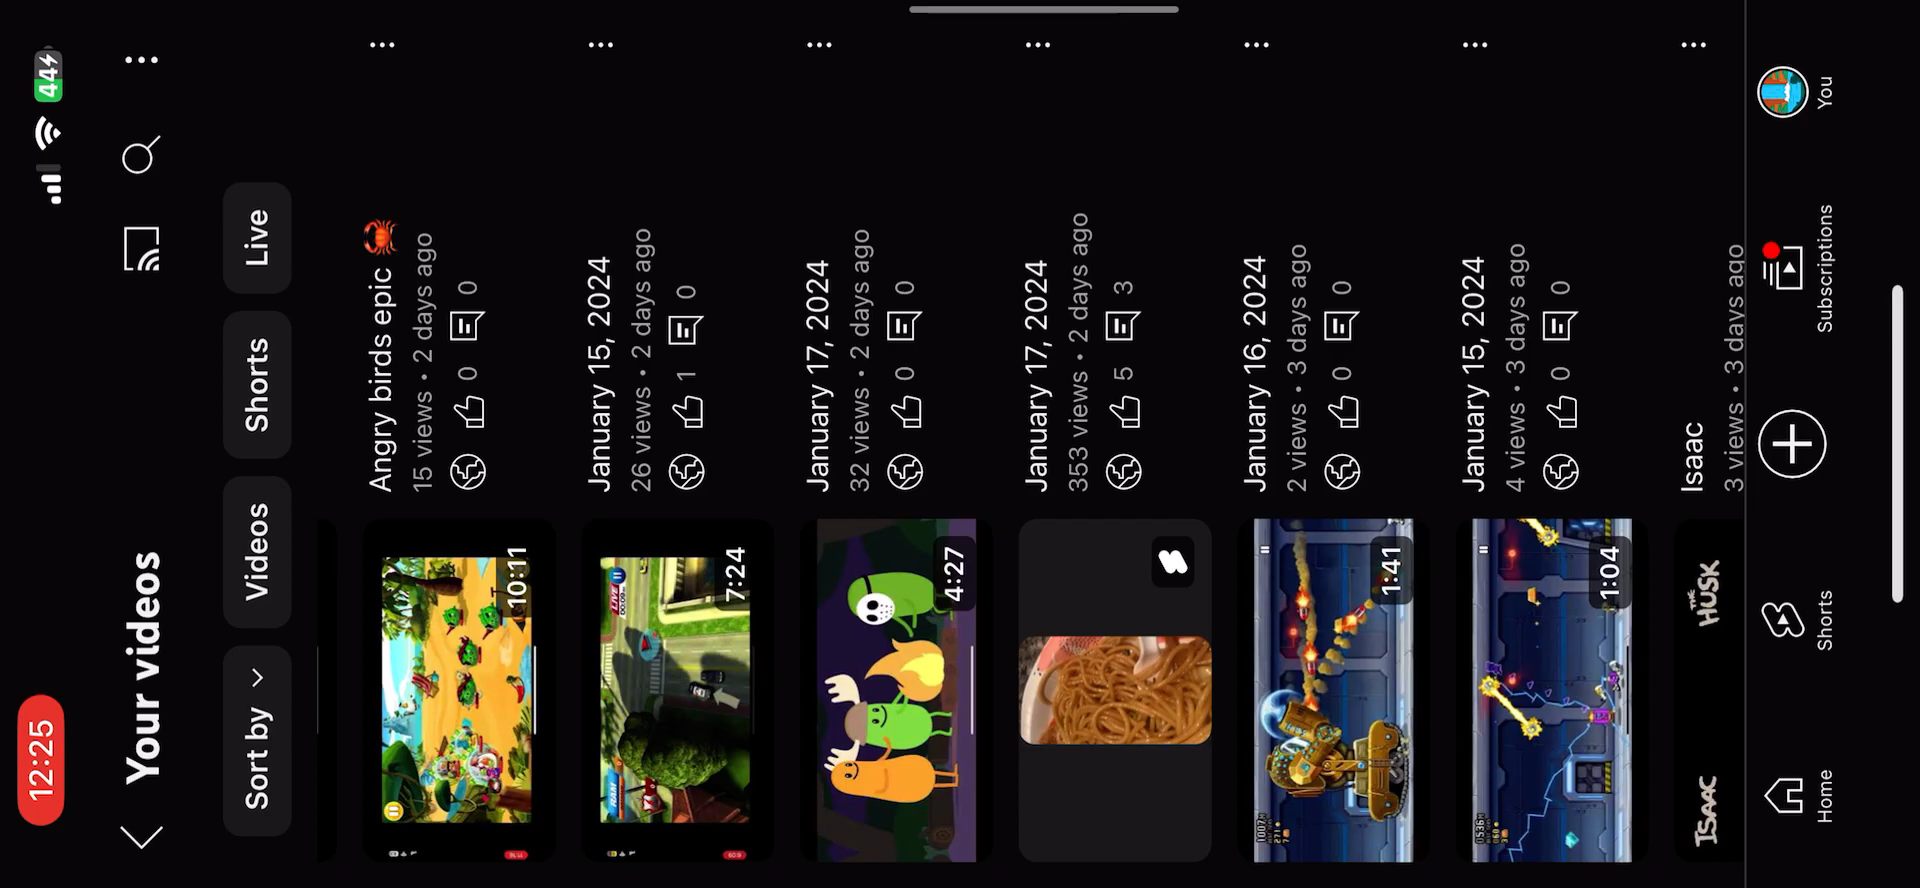 12:25
44
Your videos
Sort by
Videos
Shorts
Live
10:11
Angry birds epic 🦀
15 views • 2 days ago
0
0
7:24
January 15, 2024
26 views • 2 days ago
1
0
4:27
January 17, 2024
32 views • 2 days ago
0
0
January 17, 2024
353 views • 2 days ago
5
3
1:41
January 16, 2024
2 views • 3 days ago
0
0
1:04
January 15, 2024
4 views • 3 days ago
0
0
ISAAC
THE HUSK
Isaac
3 views • 3 days ago
Home
Shorts
Subscriptions
You